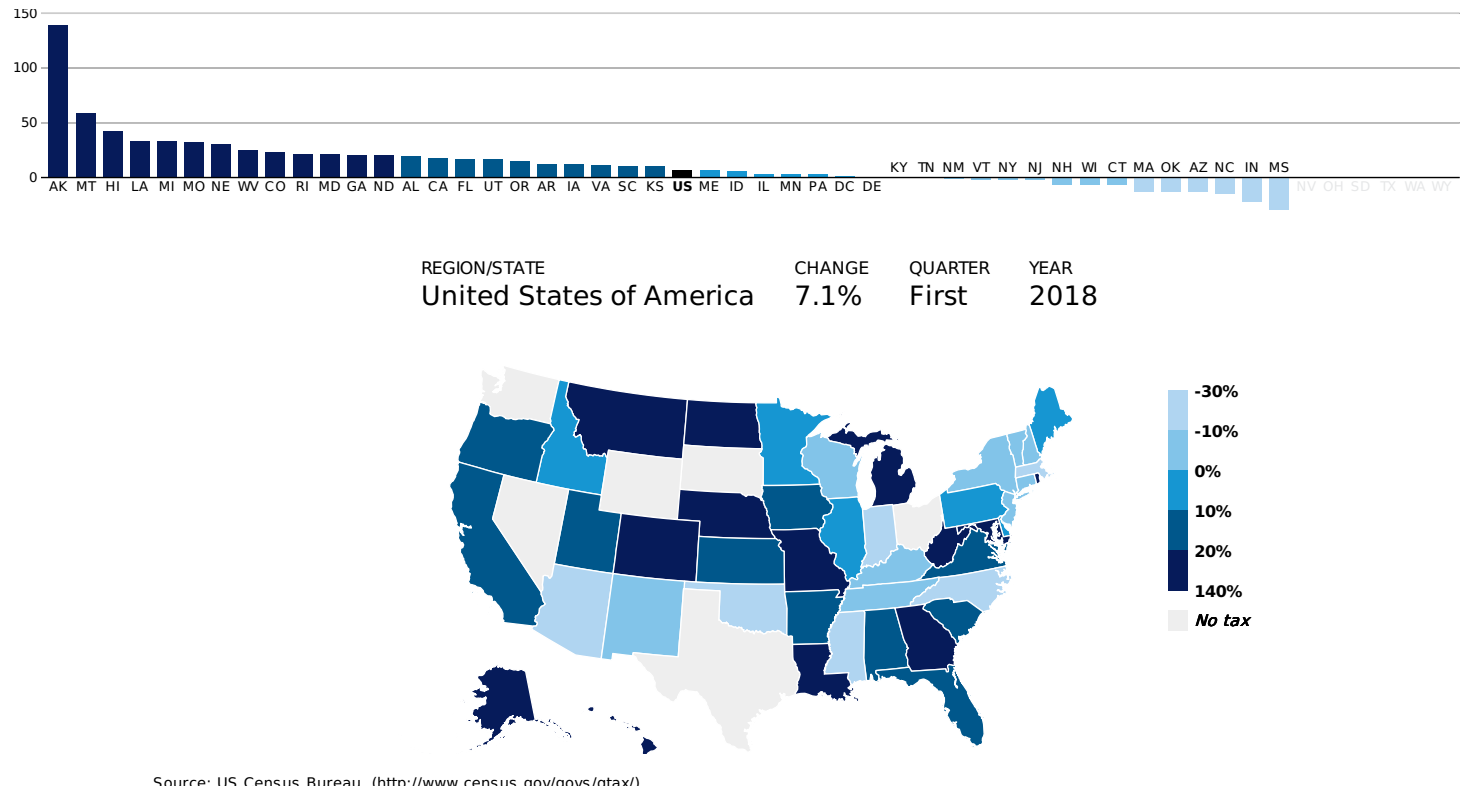 150
100
50
0
KY TN NM VT NY NJ NH WI CT MA OK AZ NC IN MS
AK MT HI LA MI MO NE WV CO RI MD GA ND AL CA FL UT OR AR IA VA SC KS US ME ID IL MN PA DC DE NV OH SD TX WA WY
REGION/STATE CHANGE QUARTER YEAR
United States of America 7.1% First 2018
-30%
-10%
0%
10%
20%
140%
No tax
Source: US Census Bureau (http://www.census.gov/govs/qtax/)